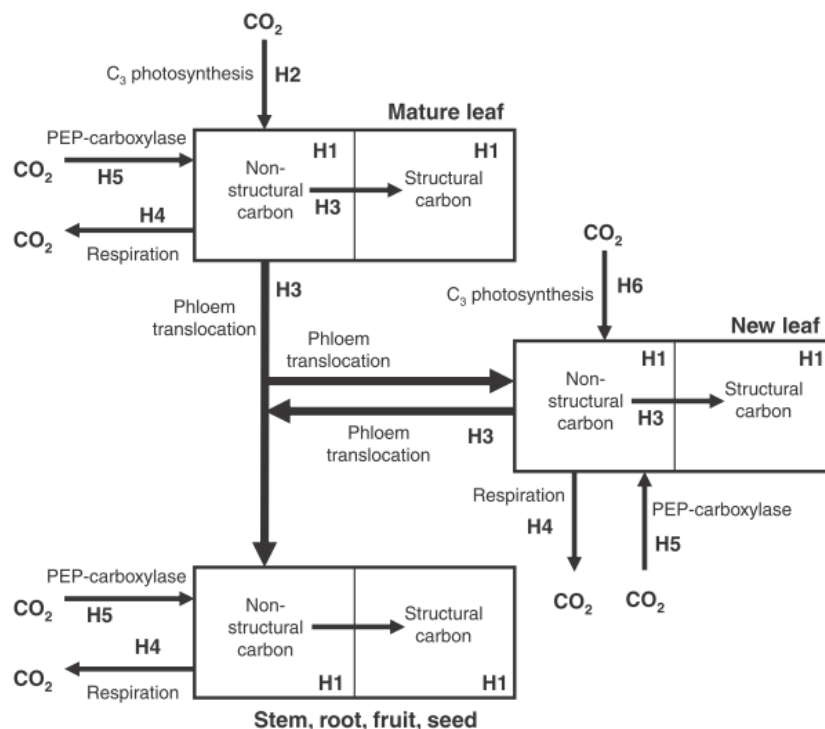 CO₂
C₃ photosynthesis H2
Mature leaf
PEP-carboxylase
CO₂ H5
H1 H1
Non-structural carbon
H3
Structural carbon
H4
CO₂
Respiration
H3
Phloem
translocation
CO₂
C₃ photosynthesis H6
New leaf
Phloem
translocation
H1 H1
Non-structural carbon
H3
Structural carbon
H3
Phloem
translocation
Respiration
H4
PEP-carboxylase
H5
CO₂ CO₂
PEP-carboxylase
CO₂ H5
Non-structural carbon
Structural carbon
H4
CO₂
Respiration
H1 H1
Stem, root, fruit, seed